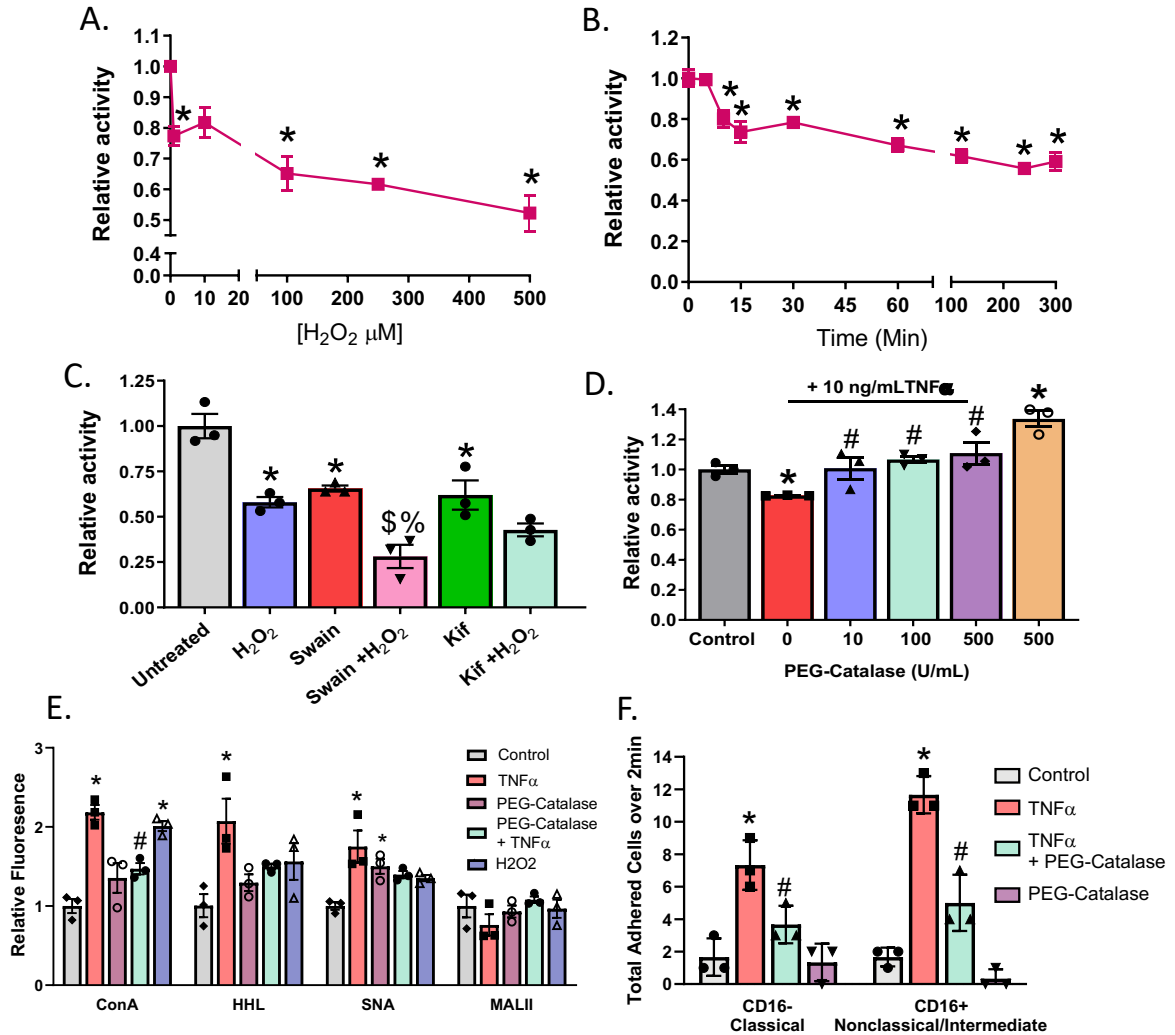 A.
Relative activity
1.1
1.0
0.9
0.8
0.7
0.6
0.5
0.4
0.0
*
*
*
*
0 10 20 100 200 300 400 500
[H₂O₂ μM]
B.
Relative activity
1.2
1.0
0.8
0.6
0.4
0.2
0.0
*
*
*
*
*
*
*
0 15 30 45 60 100 200 300
Time (Min)
C.
Relative activity
1.25
1.00
0.75
0.50
0.25
0.00
*
*
$%
*
Untreated
H₂O₂
Swain
Swain +H₂O₂
Kif
Kif +H₂O₂
D.
+ 10 ng/mLTNF
Relative activity
1.4
1.2
1.0
0.8
0.6
0.4
0.2
0.0
*
#
#
#
*
Control 0 10 100 500 500
PEG-Catalase (U/mL)
E.
Relative Fluoresence
3
2
1
0
*
#
*
*
*
*
Control
TNFα
PEG-Catalase
PEG-Catalase
+ TNFα
H2O2
ConA HHL SNA MALII
F.
Total Adhered Cells over 2min
14
12
10
8
6
4
2
0
*
#
*
#
Control
TNFα
TNFα
+ PEG-Catalase
PEG-Catalase
CD16-
Classical
CD16+
Nonclassical/Intermediate